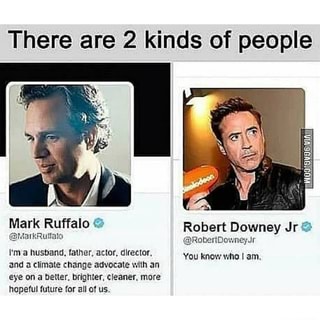 There are 2 kinds of people
Mark Ruffalo
@MarkRuffalo
I'm a husband, father, actor, director,
and a climate change advocate with an
eye on a better, brighter, cleaner, more
hopeful future for all of us.
nickelodeon
VIA 9GAG.COM
Robert Downey Jr
@RobertDowneyJr
You know who I am.